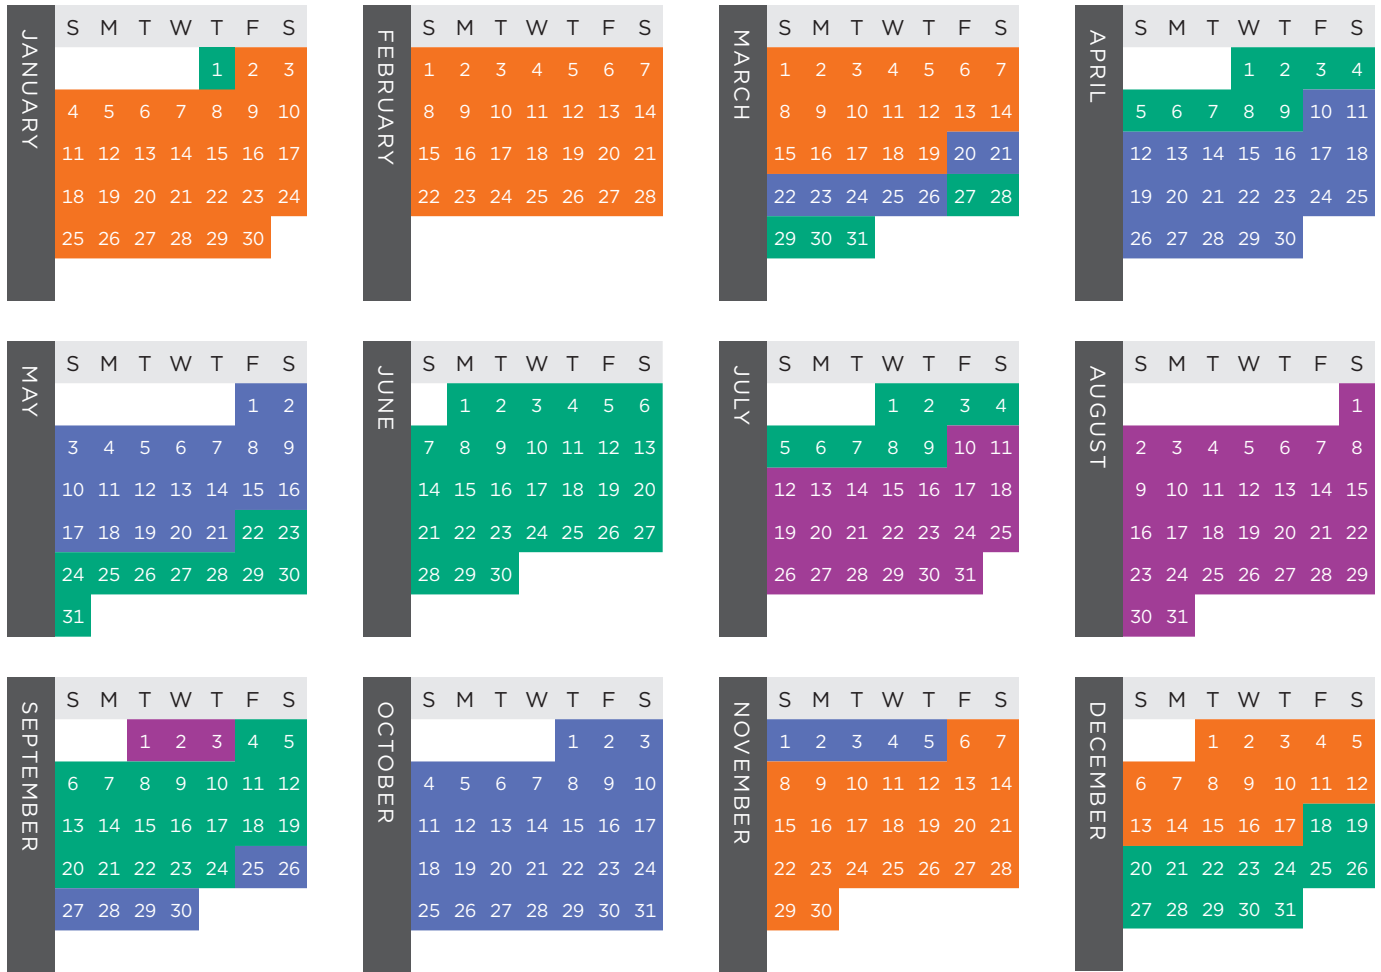 JANUARY
S M T W T F S
1 2 3
4 5 6 7 8 9 10
11 12 13 14 15 16 17
18 19 20 21 22 23 24
25 26 27 28 29 30
FEBRUARY
S M T W T F S
1 2 3 4 5 6 7
8 9 10 11 12 13 14
15 16 17 18 19 20 21
22 23 24 25 26 27 28
MARCH
S M T W T F S
1 2 3 4 5 6 7
8 9 10 11 12 13 14
15 16 17 18 19 20 21
22 23 24 25 26 27 28
29 30 31
APRIL
S M T W T F S
1 2 3 4
5 6 7 8 9 10 11
12 13 14 15 16 17 18
19 20 21 22 23 24 25
26 27 28 29 30
MAY
S M T W T F S
1 2
3 4 5 6 7 8 9
10 11 12 13 14 15 16
17 18 19 20 21 22 23
24 25 26 27 28 29 30
31
JUNE
S M T W T F S
1 2 3 4 5 6
7 8 9 10 11 12 13
14 15 16 17 18 19 20
21 22 23 24 25 26 27
28 29 30
JULY
S M T W T F S
1 2 3 4
5 6 7 8 9 10 11
12 13 14 15 16 17 18
19 20 21 22 23 24 25
26 27 28 29 30 31
AUGUST
S M T W T F S
1
2 3 4 5 6 7 8
9 10 11 12 13 14 15
16 17 18 19 20 21 22
23 24 25 26 27 28 29
30 31
SEPTEMBER
S M T W T F S
1 2 3 4 5
6 7 8 9 10 11 12
13 14 15 16 17 18 19
20 21 22 23 24 25 26
27 28 29 30
OCTOBER
S M T W T F S
1 2 3
4 5 6 7 8 9 10
11 12 13 14 15 16 17
18 19 20 21 22 23 24
25 26 27 28 29 30 31
NOVEMBER
S M T W T F S
1 2 3 4 5 6 7
8 9 10 11 12 13 14
15 16 17 18 19 20 21
22 23 24 25 26 27 28
29 30
DECEMBER
S M T W T F S
1 2 3 4 5
6 7 8 9 10 11 12
13 14 15 16 17 18 19
20 21 22 23 24 25 26
27 28 29 30 31